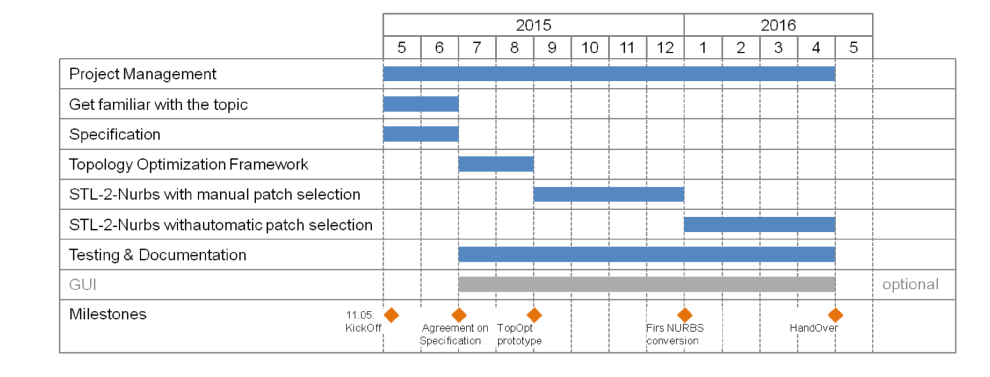 2015 2016
5 6 7 8 9 10 11 12 1 2 3 4 5
Project Management
Get familiar with the topic
Specification
Topology Optimization Framework
STL-2-Nurbs with manual patch selection
STL-2-Nurbs withautomatic patch selection
Testing & Documentation
GUI optional
Milestones
11.05.
KickOff
Agreement on
Specification
TopOpt
prototype
Firs NURBS
conversion
HandOver